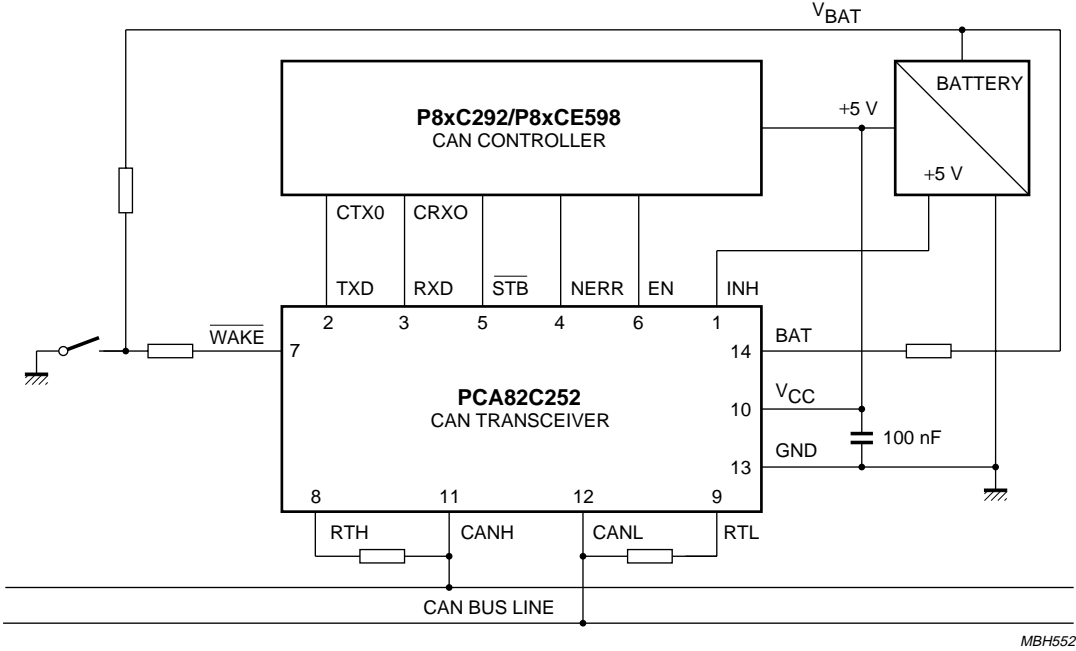 VBAT
BATTERY
P8xC292/P8xCE598
CAN CONTROLLER
+5 V
+5 V
CTX0
CRXO
TXD
RXD
STB
NERR
EN
INH
2
3
5
4
6
1
WAKE
7
14
BAT
PCA82C252
CAN TRANSCEIVER
10
VCC
100 nF
13
GND
8
11
12
9
RTH
CANH
CANL
RTL
CAN BUS LINE
MBH552